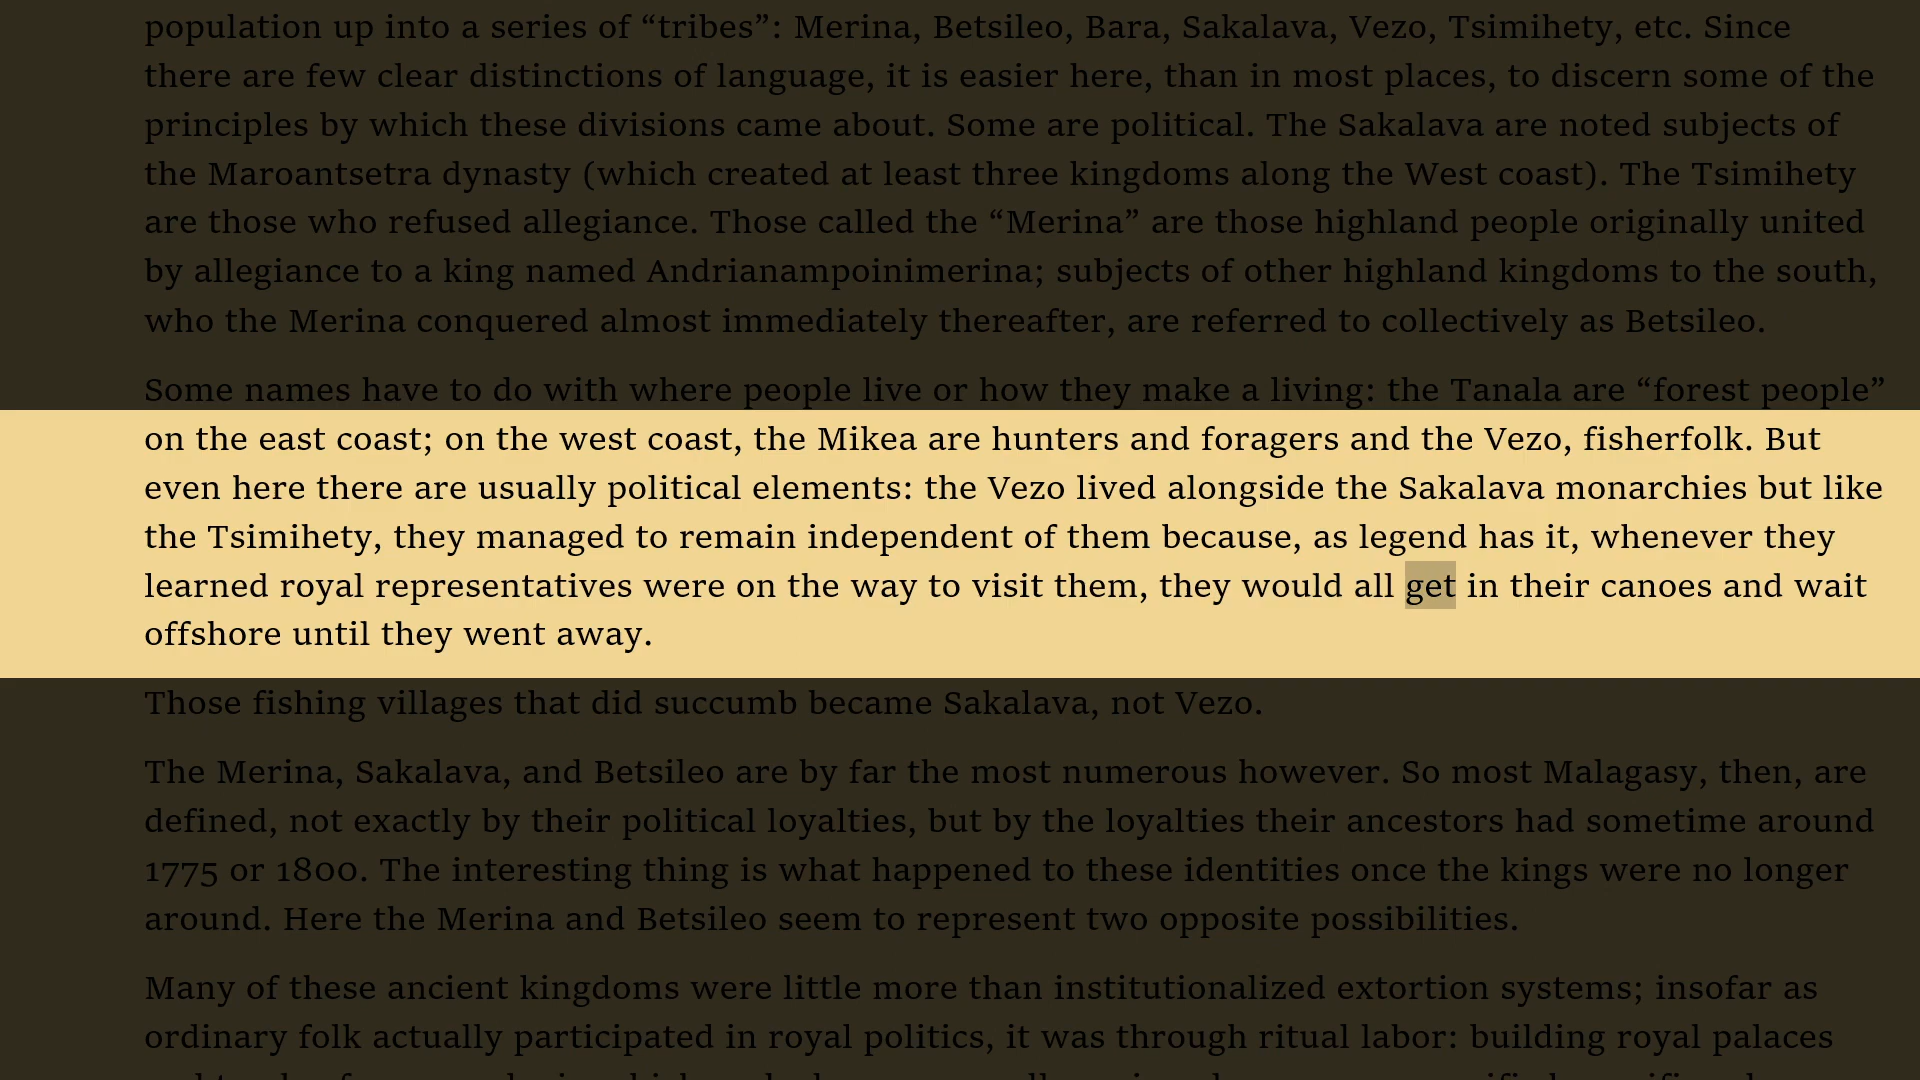 population up into a series of “tribes”: Merina, Betsileo, Bara, Sakalava, Vezo, Tsimihety, etc. Since
there are few clear distinctions of language, it is easier here, than in most places, to discern some of the
principles by which these divisions came about. Some are political. The Sakalava are noted subjects of
the Maroantsetra dynasty (which created at least three kingdoms along the West coast). The Tsimihety
are those who refused allegiance. Those called the “Merina” are those highland people originally united
by allegiance to a king named Andrianampoinimerina; subjects of other highland kingdoms to the south,
who the Merina conquered almost immediately thereafter, are referred to collectively as Betsileo.
Some names have to do with where people live or how they make a living: the Tanala are “forest people”
on the east coast; on the west coast, the Mikea are hunters and foragers and the Vezo, fisherfolk. But
even here there are usually political elements: the Vezo lived alongside the Sakalava monarchies but like
the Tsimihety, they managed to remain independent of them because, as legend has it, whenever they
learned royal representatives were on the way to visit them, they would all get in their canoes and wait
offshore until they went away.
Those fishing villages that did succumb became Sakalava, not Vezo.
The Merina, Sakalava, and Betsileo are by far the most numerous however. So most Malagasy, then, are
defined, not exactly by their political loyalties, but by the loyalties their ancestors had sometime around
1775 or 1800. The interesting thing is what happened to these identities once the kings were no longer
around. Here the Merina and Betsileo seem to represent two opposite possibilities.
Many of these ancient kingdoms were little more than institutionalized extortion systems; insofar as
ordinary folk actually participated in royal politics, it was through ritual labor: building royal palaces